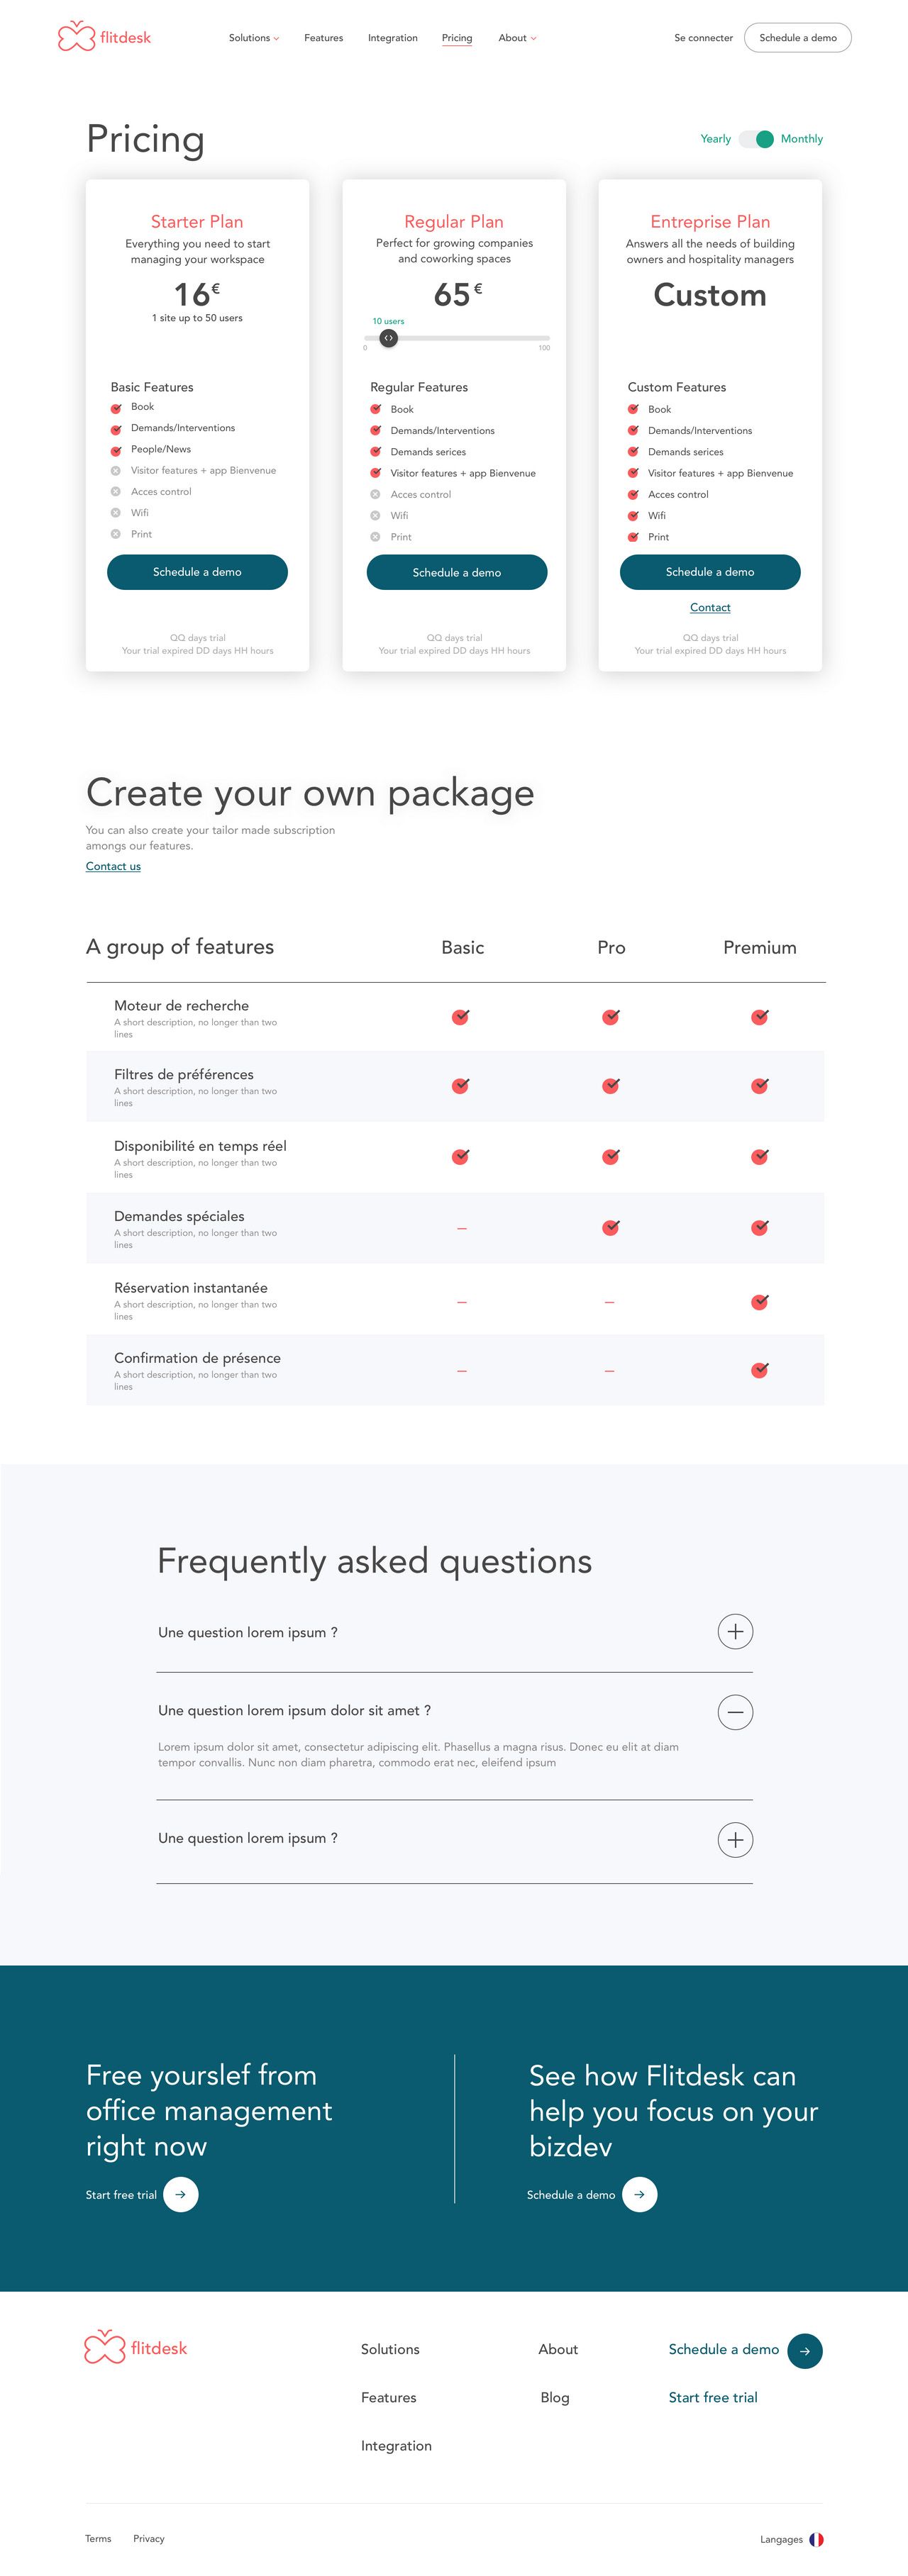 flitdesk
Solutions
Features
Integration
Pricing
About
Se connecter
Schedule a demo
Pricing
Yearly
Monthly
Starter Plan
Everything you need to start
managing your workspace
16€
1 site up to 50 users
Basic Features
Book
Demands/Interventions
People/News
Visitor features + app Bienvenue
Acces control
Wifi
Print
Schedule a demo
QQ days trial
Your trial expired DD days HH hours
Regular Plan
Perfect for growing companies
and coworking spaces
65€
10 users
0
100
Regular Features
Book
Demands/Interventions
Demands serices
Visitor features + app Bienvenue
Acces control
Wifi
Print
Schedule a demo
QQ days trial
Your trial expired DD days HH hours
Entreprise Plan
Answers all the needs of building
owners and hospitality managers
Custom
Custom Features
Book
Demands/Interventions
Demands serices
Visitor features + app Bienvenue
Acces control
Wifi
Print
Schedule a demo
Contact
QQ days trial
Your trial expired DD days HH hours
Create your own package
You can also create your tailor made subscription
amongs our features.
Contact us
A group of features
Basic
Pro
Premium
Moteur de recherche
A short description, no longer than two
lines
Filtres de préférences
A short description, no longer than two
lines
Disponibilité en temps réel
A short description, no longer than two
lines
Demandes spéciales
A short description, no longer than two
lines
Réservation instantanée
A short description, no longer than two
lines
Confirmation de présence
A short description, no longer than two
lines
Frequently asked questions
Une question lorem ipsum ?
Une question lorem ipsum dolor sit amet ?
Lorem ipsum dolor sit amet, consectetur adipiscing elit. Phasellus a magna risus. Donec eu elit at diam
tempor convallis. Nunc non diam pharetra, commodo erat nec, eleifend ipsum
Une question lorem ipsum ?
Free yourslef from
office management
right now
Start free trial
See how Flitdesk can
help you focus on your
bizdev
Schedule a demo
flitdesk
Solutions
Features
Integration
About
Blog
Schedule a demo
Start free trial
Terms
Privacy
Langages